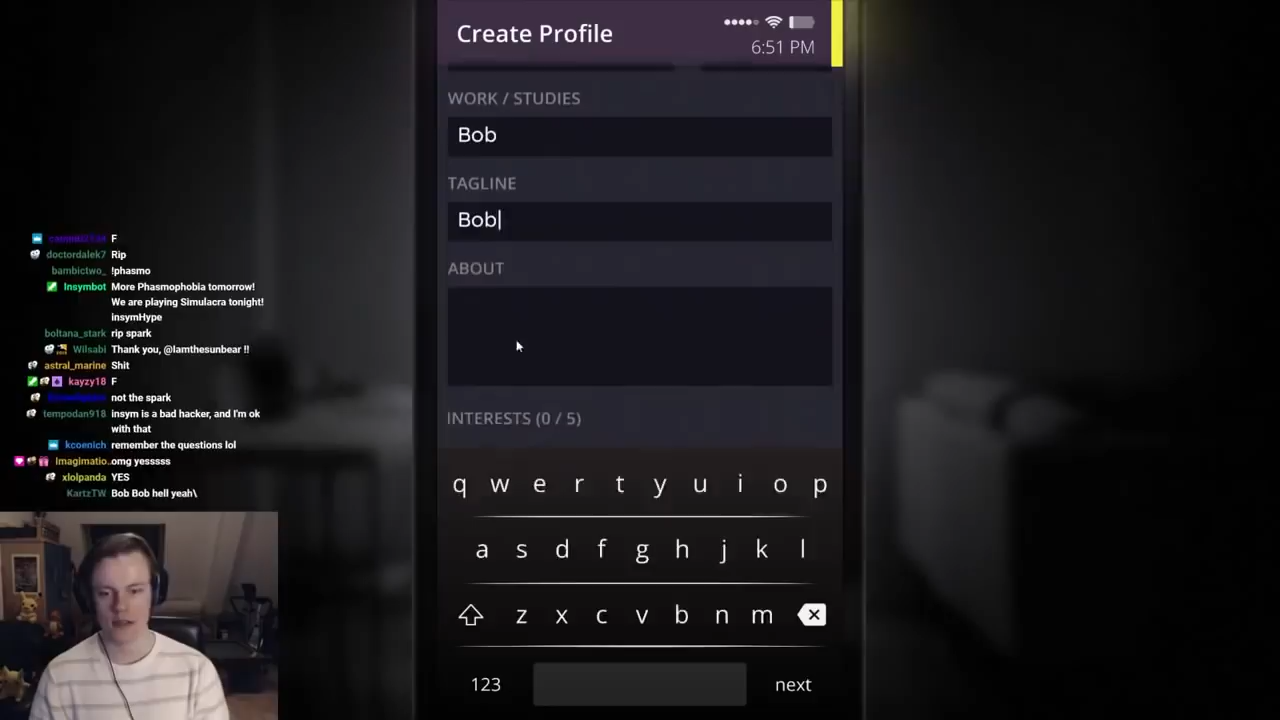 Create Profile
6:51 PM
WORK / STUDIES
Bob
TAGLINE
Bob
ABOUT
INTERESTS (0 / 5)
q w e r t y u i o p
a s d f g h j k l
z x c v b n m
123
next
F
doctordalek7 Rip
bambictwo_ !phasmo
Insymbot More Phasmophobia tomorrow!
We are playing Simulacra tonight!
insymHype
boltana_stark rip spark
Wilsabi Thank you, @Iamthesunbear !!
astral_marine Shit
kayzy18 F
not the spark
tempodan918 insym is a bad hacker, and I'm ok
with that
kcoenich remember the questions lol
Imagimatio.. omg yesssss
xlolpanda YES
KartzTW Bob Bob hell yeah\